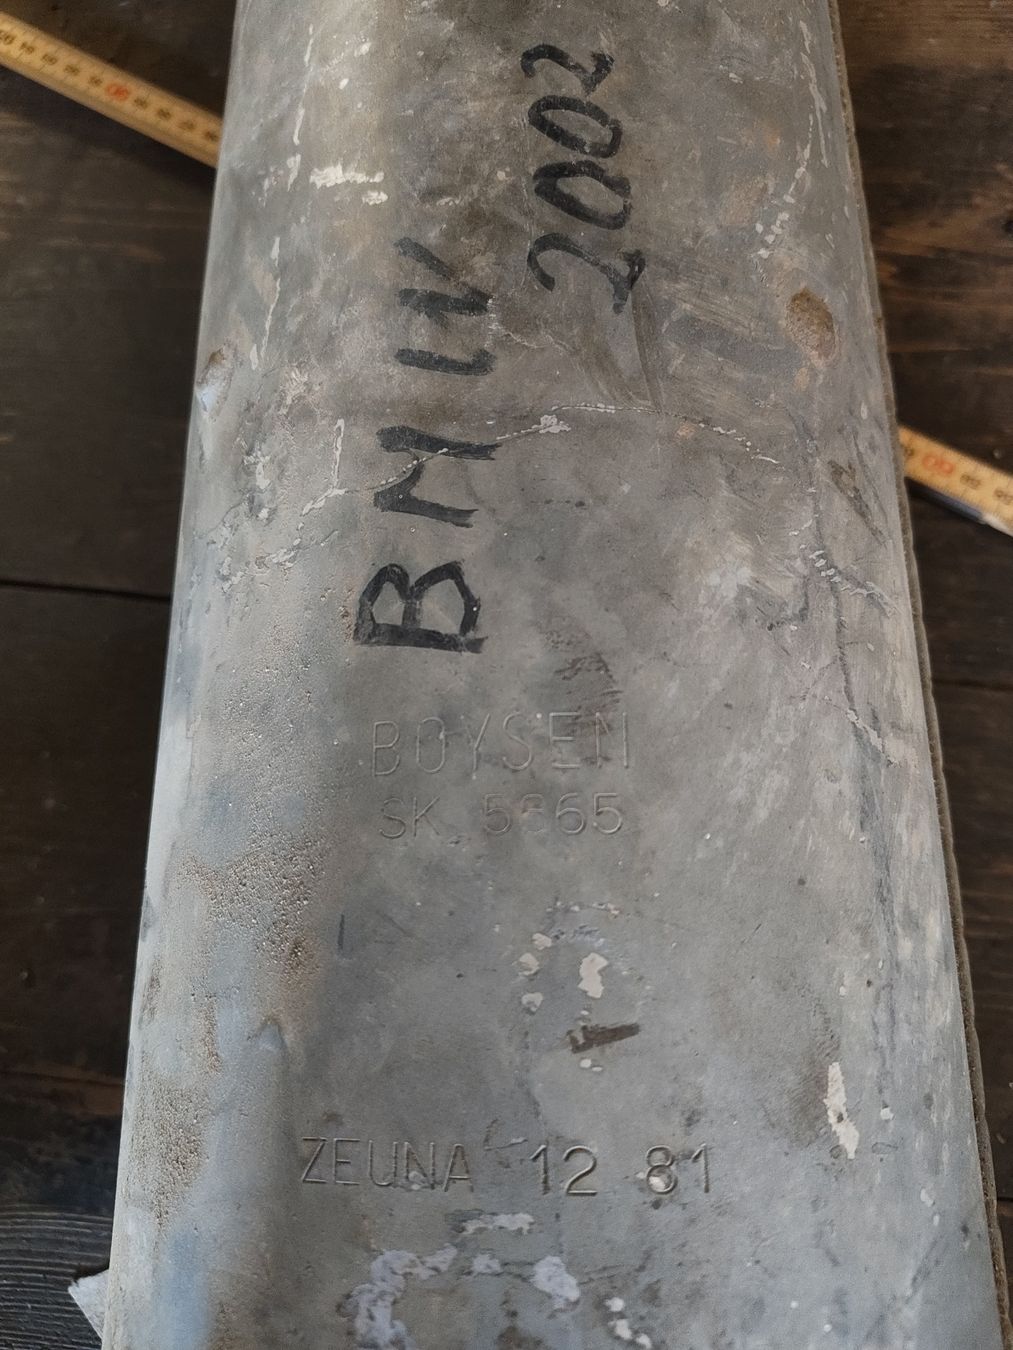 BMW
2002
BOYSEN
SK 5665
ZEUNA 12 81